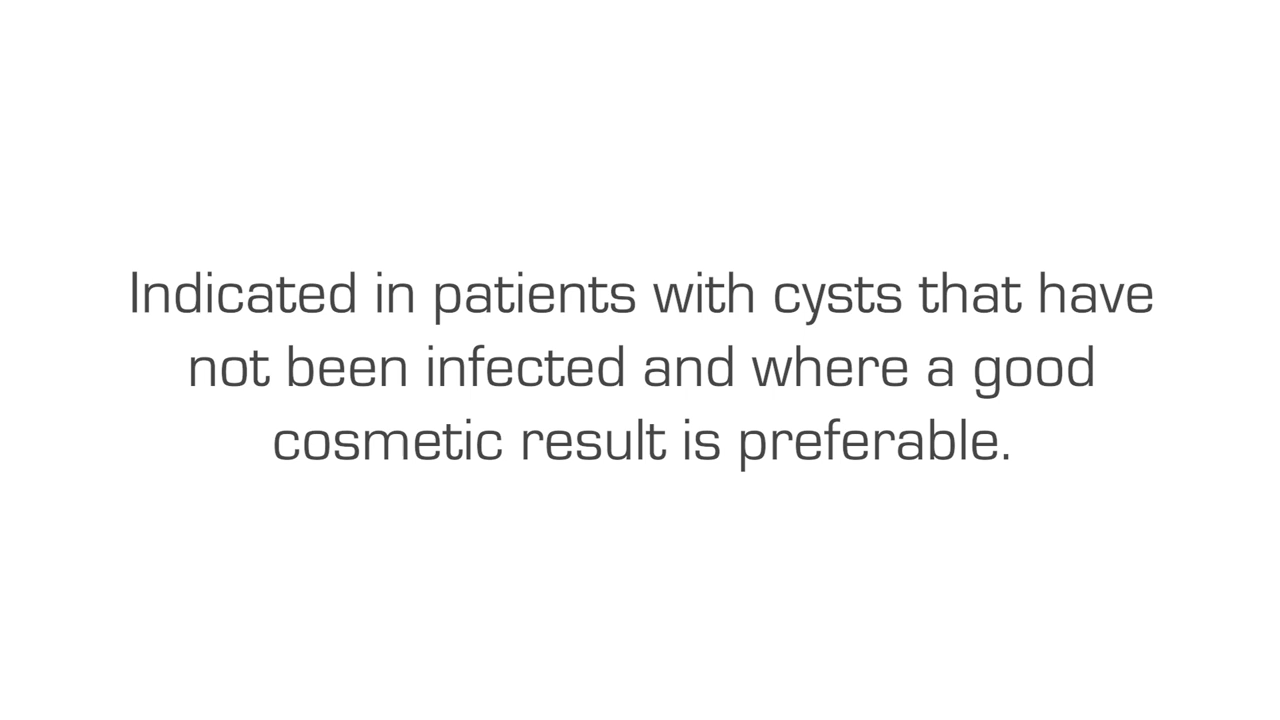 Indicated in patients with cysts that have
not been infected and where a good
cosmetic result is preferable.